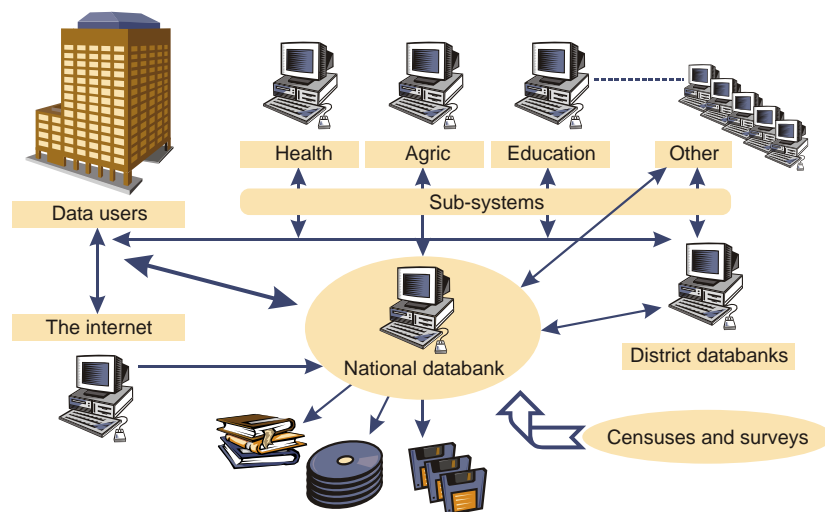 Health
Agric
Education
Other
Sub-systems
Data users
The internet
National databank
District databanks
Censuses and surveys